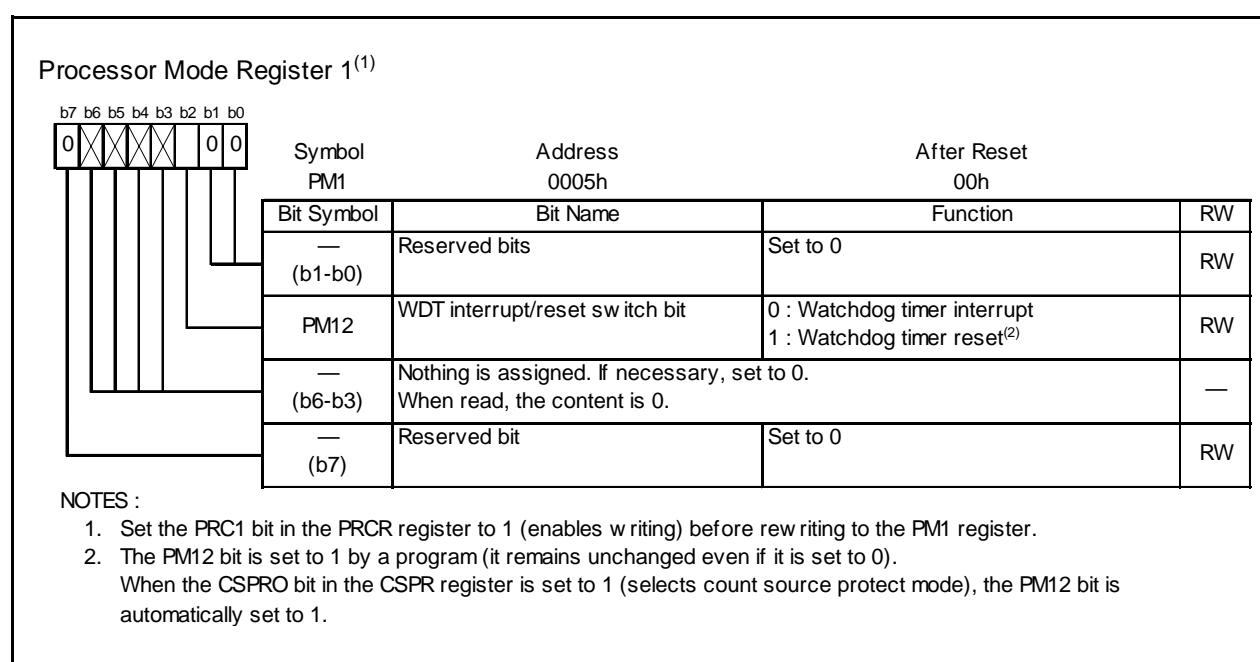 Processor Mode Register 1(1)
b7 b6 b5 b4 b3 b2 b1 b0
0 0 0
Symbol Address After Reset
PM1 0005h 00h
Bit Symbol Bit Name Function RW
— Reserved bits Set to 0
(b1-b0) RW
PM12 WDT interrupt/reset switch bit 0 : Watchdog timer interrupt RW
1 : Watchdog timer reset(2)
— Nothing is assigned. If necessary, set to 0. —
(b6-b3) When read, the content is 0.
— Reserved bit Set to 0
(b7) RW
NOTES :
1. Set the PRC1 bit in the PRCR register to 1 (enables writing) before rewriting to the PM1 register.
2. The PM12 bit is set to 1 by a program (it remains unchanged even if it is set to 0).
When the CSPRO bit in the CSPR register is set to 1 (selects count source protect mode), the PM12 bit is
automatically set to 1.